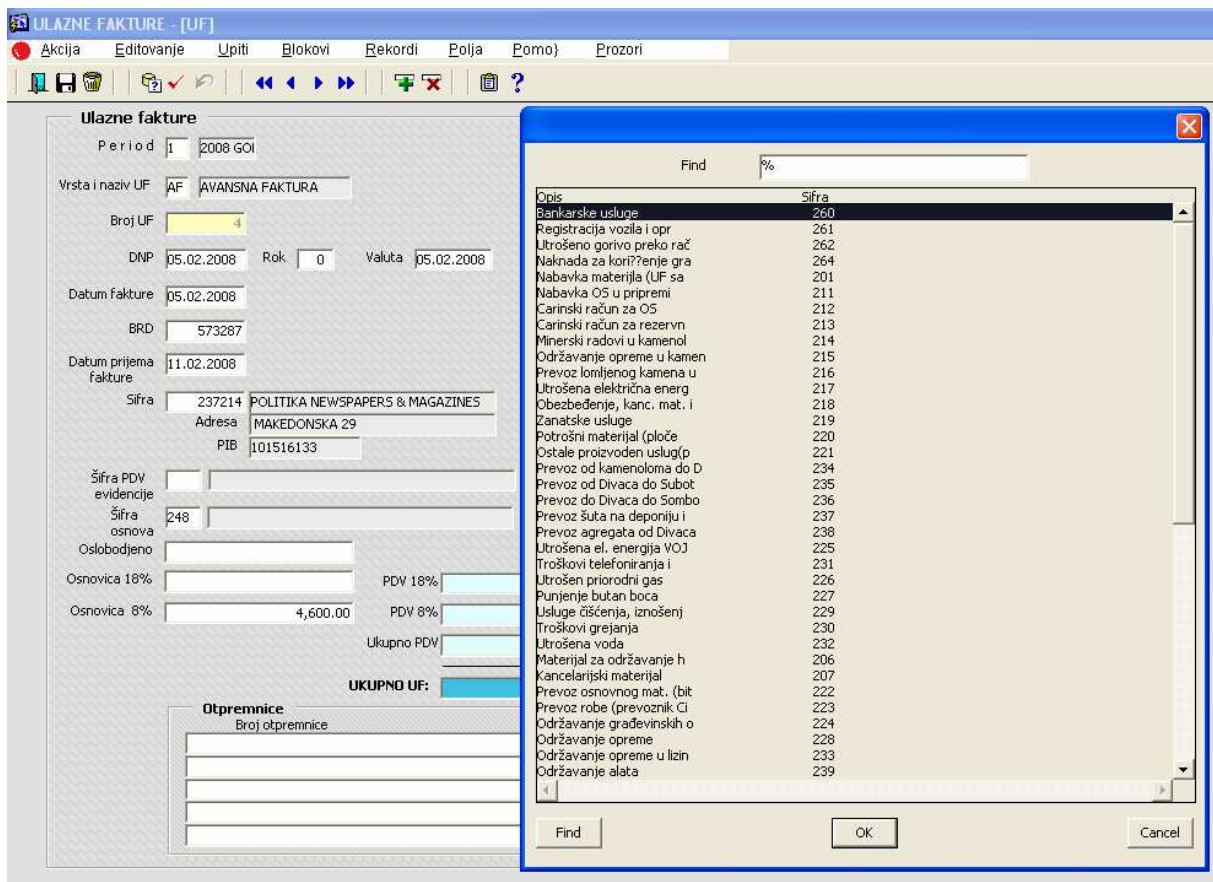 ULAZNE FAKTURE - [UF]
Akcija Editovanje Upiti Blokovi Rekordi Polja Pomo} Prozori
Ulazne fakture
Period 1 2008 GOI
Vrsta i naziv UF AF AVANSNA FAKTURA
Broj UF 4
DNP 05.02.2008 Rok 0 Valuta 05.02.2008
Datum fakture 05.02.2008
BRD 573287
Datum prijema fakture 11.02.2008
Sifra 237214 POLITIKA NEWSPAPERS & MAGAZINES
Adresa MAKEDONSKA 29
PIB 101516133
Šifra PDV evidencije
Šifra osnova 248
Oslobodjeno
Osnovica 18% PDV 18%
Osnovica 8% 4,600.00 PDV 8%
Ukupno PDV
UKUPNO UF:
Otpremnice
Broj otpremnice
Find %
Opis Sifra
Bankarske usluge 260
Registracija vozila i opr 261
Utrošeno gorivo preko rač 262
Naknada za kori??enje gra 264
Nabavka materijla (UF sa 201
Nabavka OS u pripremi 211
Carinski račun za OS 212
Carinski račun za rezervn 213
Minerski radovi u kamenol 214
Održavanje opreme u kamen 215
Prevoz lomljenog kamena u 216
Utrošena električna energ 217
Obezbeđenje, kanc. mat. i 218
Zanatske usluge 219
Potrošni materijal (ploče 220
Ostale proizvoden uslug(p 221
Prevoz od kamenoloma do D 234
Prevoz od Divaca do Subot 235
Prevoz do Divaca do Sombo 236
Prevoz šuta na deponiju i 237
Prevoz agregata od Divaca 238
Utrošena el. energija VOJ 225
Troškovi telefoniranja i 231
Utrošen priorodni gas 226
Punjenje butan boca 227
Usluge čišćenja, iznošenj 229
Troškovi grejanja 230
Utrošena voda 232
Materijal za održavanje h 206
Kancelarijski materijal 207
Prevoz osnovnog mat. (bit 222
Prevoz robe (prevoznik Ci 223
Održavanje građevinskih o 224
Održavanje opreme 228
Održavanje opreme u lizin 233
Održavanje alata 239
Find OK Cancel